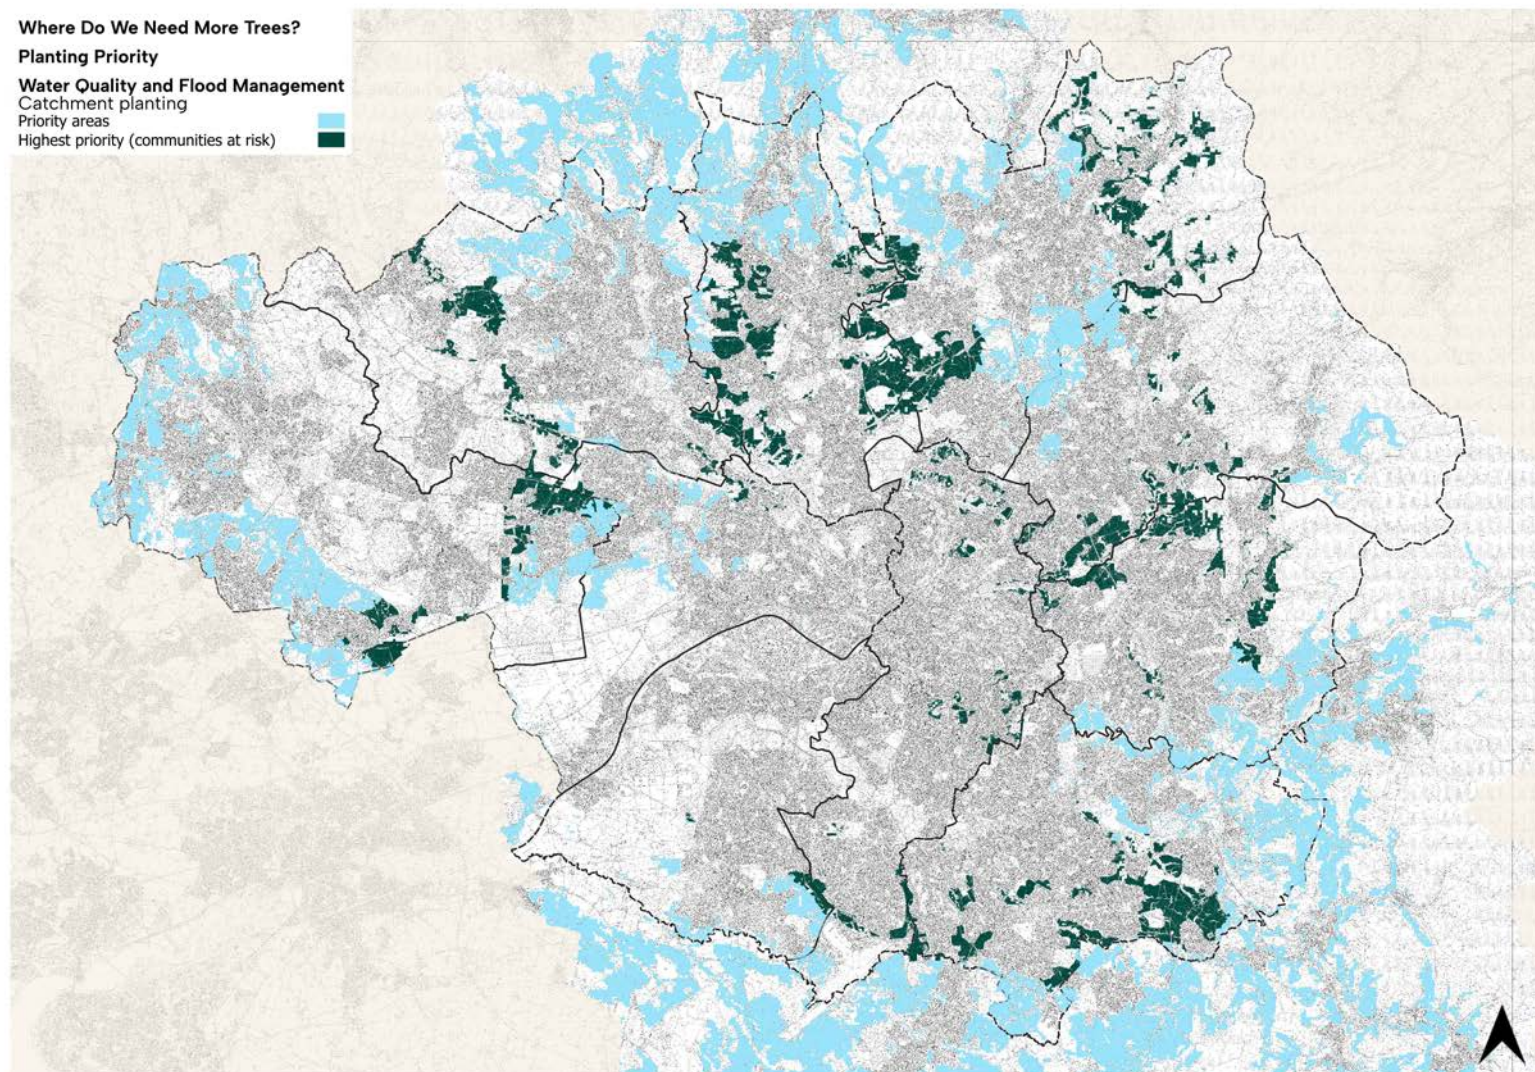 Where Do We Need More Trees?
Planting Priority
Water Quality and Flood Management
Catchment planting
Priority areas
Highest priority (communities at risk)